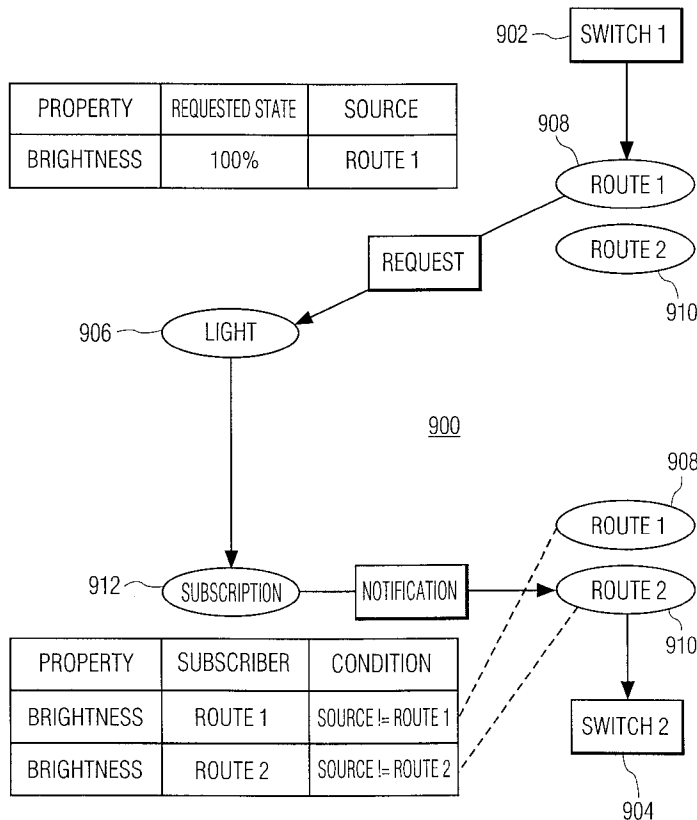 902
SWITCH 1
PROPERTY REQUESTED STATE SOURCE
BRIGHTNESS 100% ROUTE 1
908
ROUTE 1
REQUEST
ROUTE 2
910
906
LIGHT
900
908
ROUTE 1
912
SUBSCRIPTION
NOTIFICATION
ROUTE 2
910
PROPERTY SUBSCRIBER CONDITION
BRIGHTNESS ROUTE 1 SOURCE != ROUTE 1
BRIGHTNESS ROUTE 2 SOURCE != ROUTE 2
SWITCH 2
904